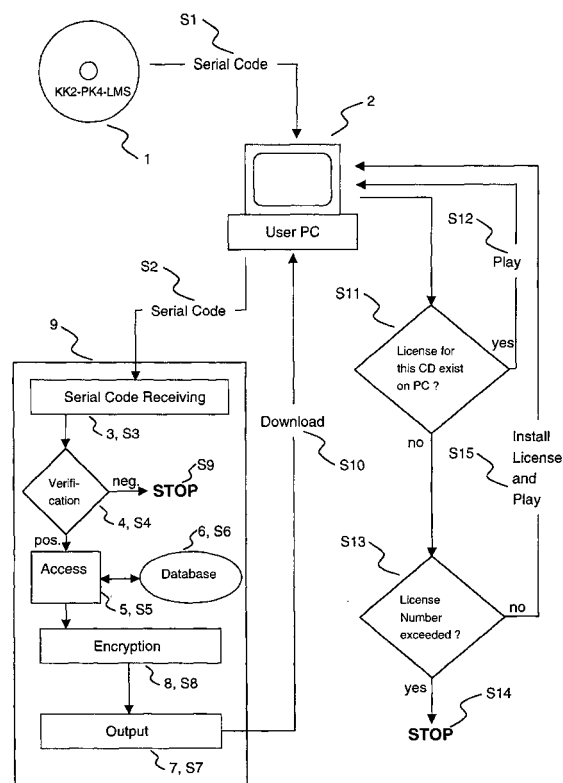 S1
Serial Code
KK2-PK4-LMS
1
2
User PC
S2
Serial Code
S12
Play
S11
License for
this CD exist
on PC ?
yes
no
9
Serial Code Receiving
3, S3
Verifi-
cation
neg.
STOP
S9
4, S4
pos.
Access
5, S5
6, S6
Database
Encryption
8, S8
Output
7, S7
Download
S10
S15
Install
License
and
Play
S13
License
Number
exceeded ?
no
yes
STOP
S14